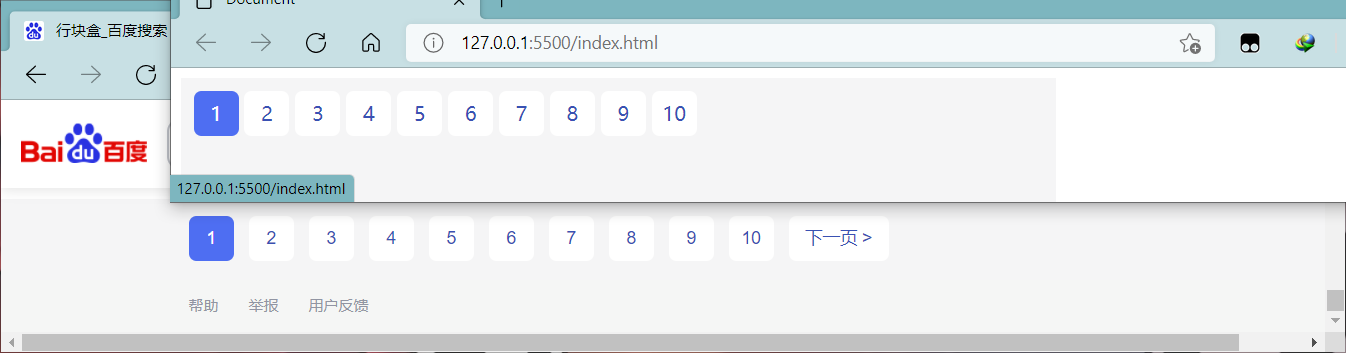 Document
行块盒_百度搜索
127.0.0.1:5500/index.html
1 2 3 4 5 6 7 8 9 10
Bai du 百度
127.0.0.1:5500/index.html
1 2 3 4 5 6 7 8 9 10 下一页 >
帮助 举报 用户反馈